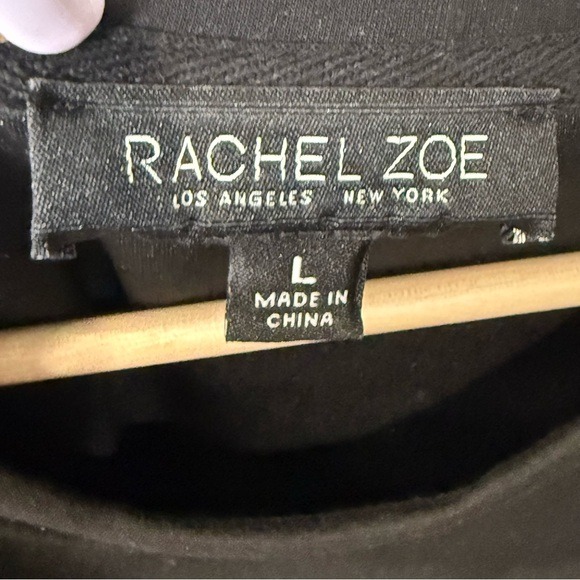 RACHEL ZOE
LOS ANGELES NEW YORK
L
MADE IN
CHINA